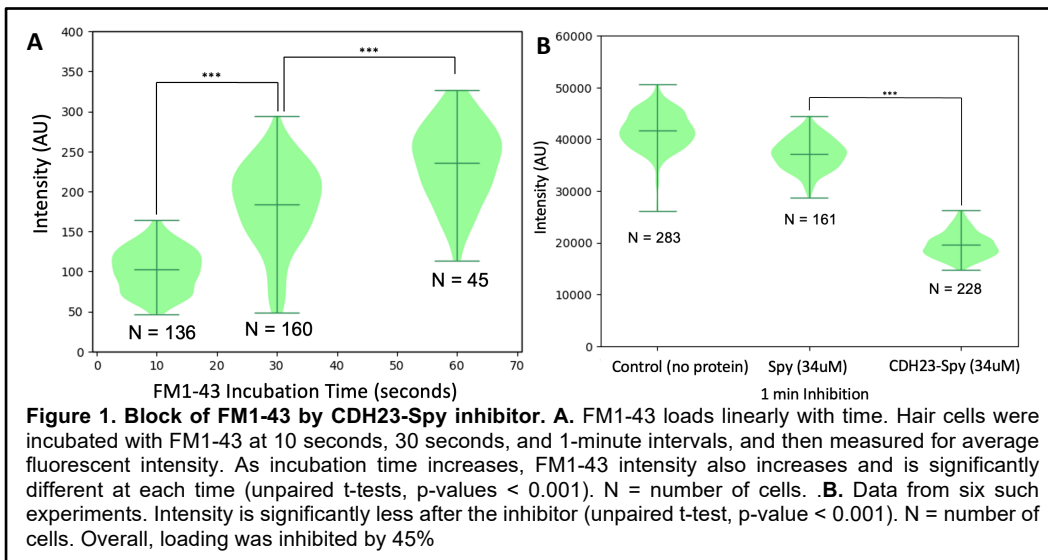 A
***
***
400
350
300
250
200
150
100
50
0
Intensity (AU)
N = 136
N = 160
N = 45
0 10 20 30 40 50 60 70
FM1-43 Incubation Time (seconds)
B
60000
50000
40000
30000
20000
10000
0
Intensity (AU)
***
N = 283
N = 161
N = 228
Control (no protein) Spy (34uM) CDH23-Spy (34uM)
1 min Inhibition
Figure 1. Block of FM1-43 by CDH23-Spy inhibitor. A. FM1-43 loads linearly with time. Hair cells were
incubated with FM1-43 at 10 seconds, 30 seconds, and 1-minute intervals, and then measured for average
fluorescent intensity. As incubation time increases, FM1-43 intensity also increases and is significantly
different at each time (unpaired t-tests, p-values < 0.001). N = number of cells. .B. Data from six such
experiments. Intensity is significantly less after the inhibitor (unpaired t-test, p-value < 0.001). N = number of
cells. Overall, loading was inhibited by 45%